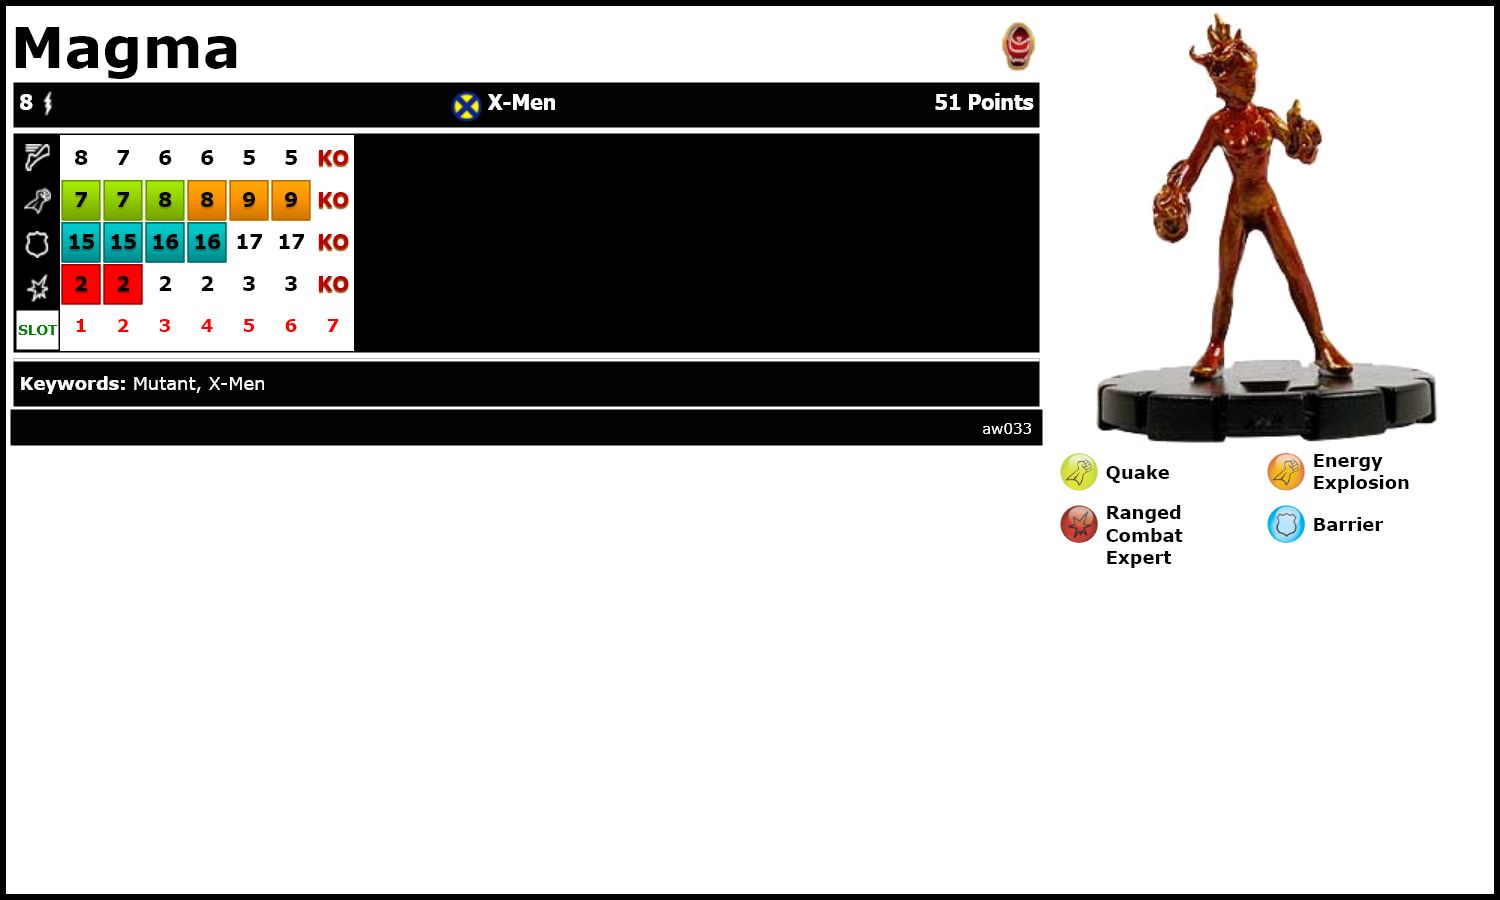 Magma
8 X-Men 51 Points
8 7 6 6 5 5 KO
7 7 8 8 9 9 KO
15 15 16 16 17 17 KO
2 2 2 2 3 3 KO
SLOT 1 2 3 4 5 6 7
Keywords: Mutant, X-Men
aw033
Quake
Energy
Explosion
Ranged
Combat
Expert
Barrier